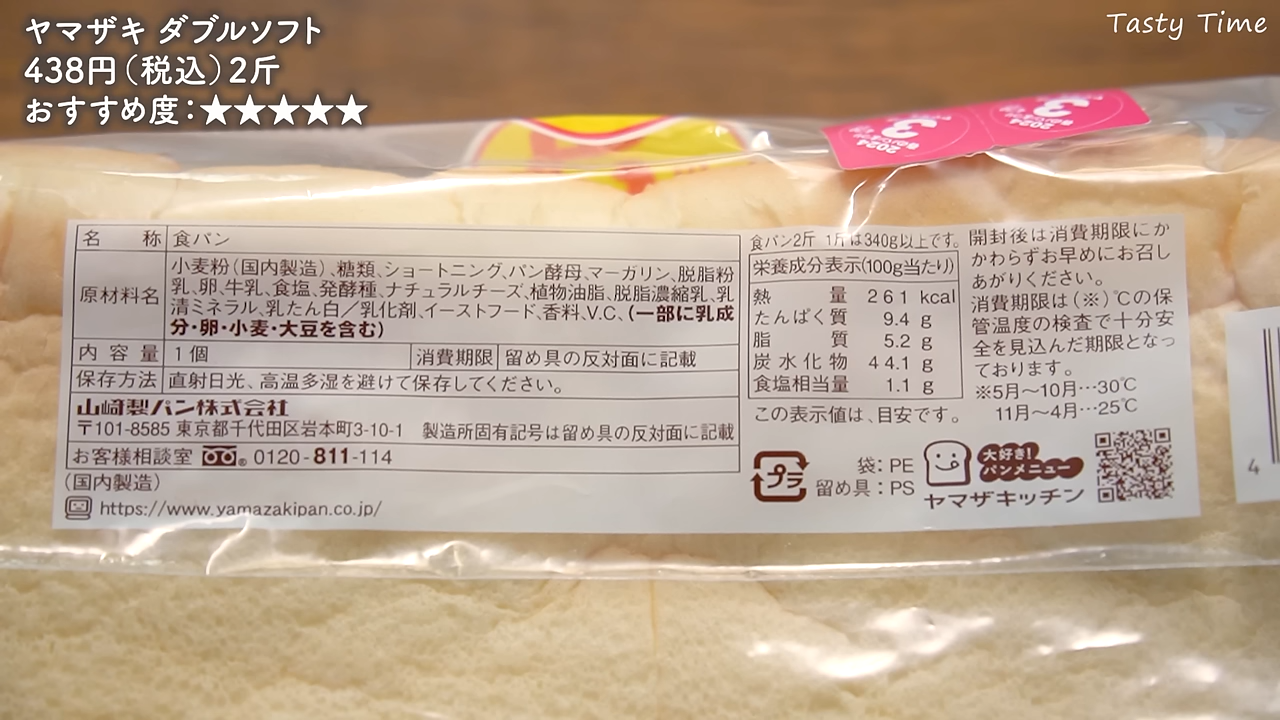 ヤマザキ ダブルソフト
438円（税込）2斤
おすすめ度：★★★★★
Tasty Time
2024
3
2024
3
名 称 食パン
原材料名 小麦粉（国内製造）、糖類、ショートニング、パン酵母、マーガリン、脱脂粉
乳、卵、牛乳、食塩、発酵種、ナチュラルチーズ、植物油脂、脱脂濃縮乳、乳
清ミネラル、乳たん白／乳化剤、イーストフード、香料、V.C、（一部に乳成
分・卵・小麦・大豆を含む）
内容量 1個 消費期限 留め具の反対面に記載
保存方法 直射日光、高温多湿を避けて保存してください。
山崎製パン株式会社
〒101-8585 東京都千代田区岩本町3-10-1 製造所固有記号は留め具の反対面に記載
お客様相談室 ® 0120-811-114
（国内製造）
https://www.yamazakipan.co.jp/
食パン2斤 1斤は340g以上です。
栄養成分表示（100g当たり）
熱量 261 kcal
たんぱく質 9.4 g
脂質 5.2 g
炭水化物 44.1 g
食塩相当量 1.1 g
この表示値は、目安です。
プラ
袋：PE
留め具：PS
開封後は消費期限にか
かわらずお早めにお召し
あがりください。
消費期限は（※）℃の保
管温度の検査で十分安
全を見込んだ期限となっ
ております。
※5月〜10月…30℃
11月〜4月…25℃
大好き！
パンメニュー
ヤマザキッチン
4